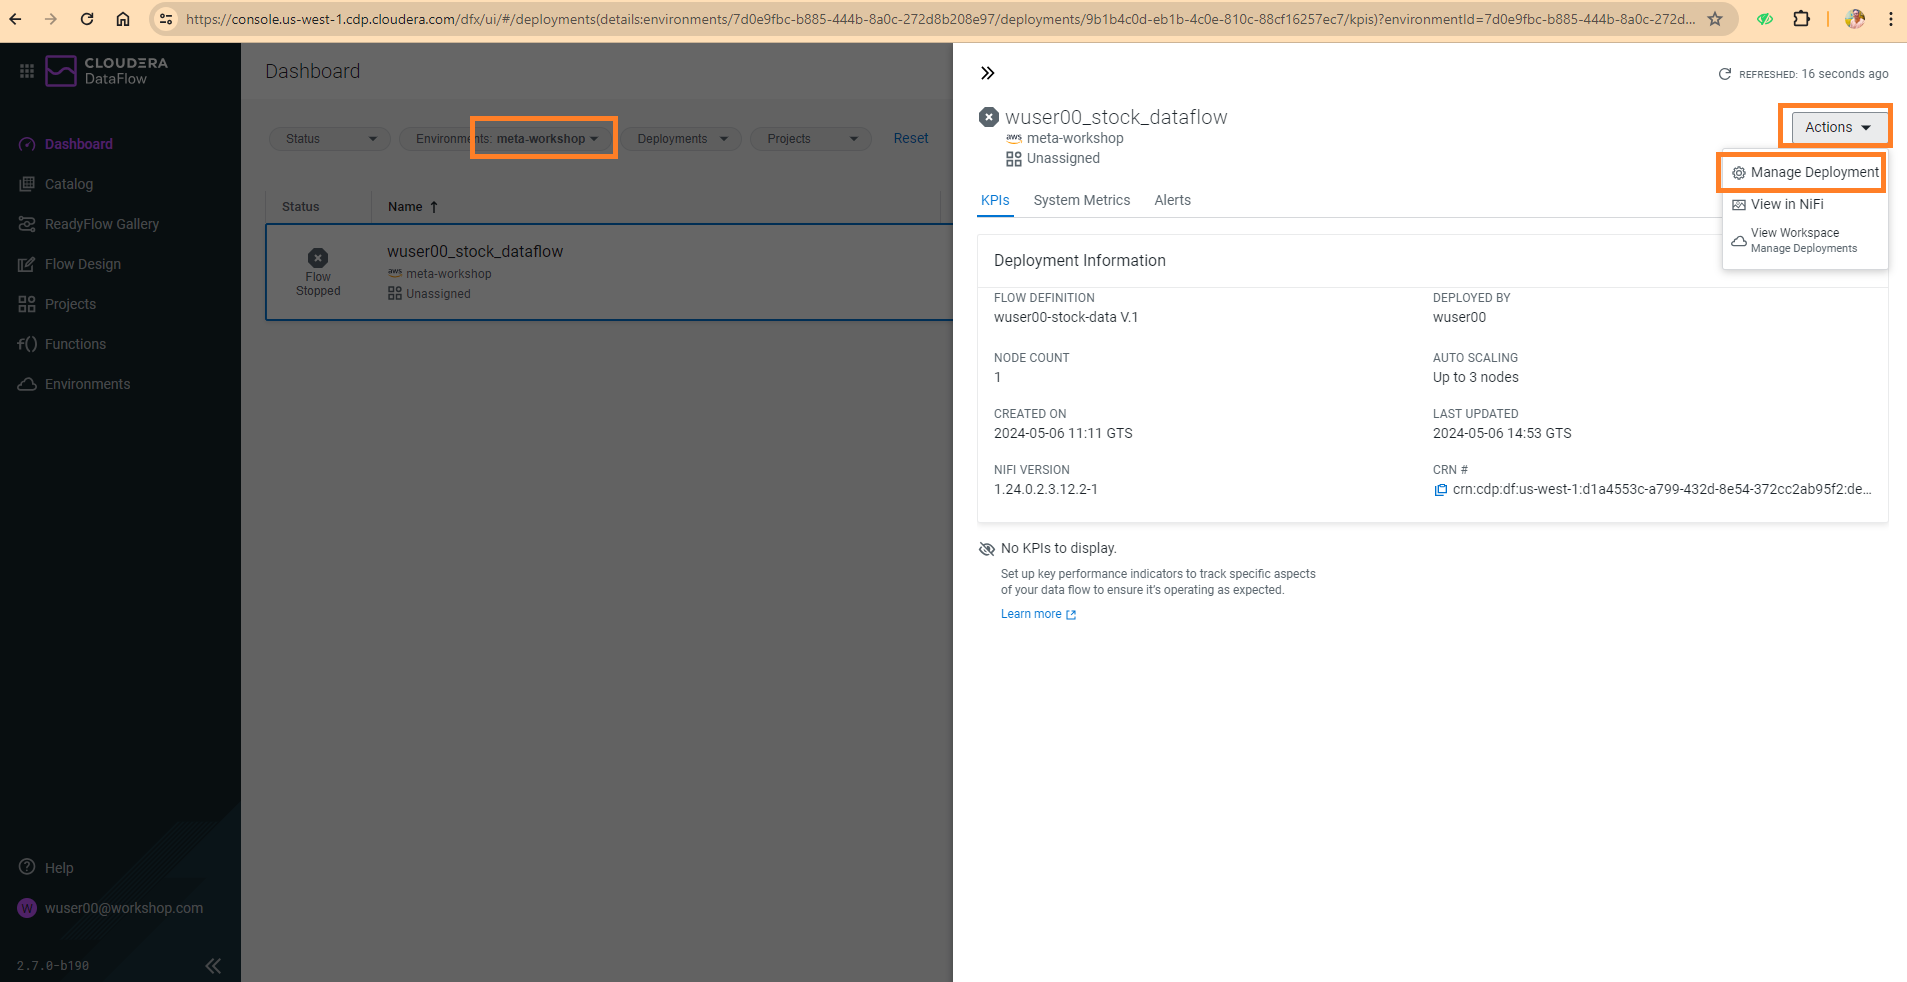 https://console.us-west-1.cdp.cloudera.com/dfx/ui/#/deployments(details:environments/7d0e9fbc-b885-444b-8a0c-272d8b208e97/deployments/9b1b4c0d-eb1b-4c0e-810c-88cf16257ec7/kpis)?environmentId=7d0e9fbc-b885-444b-8a0c-272d...
CLOUDERA
DataFlow
Dashboard
Catalog
ReadyFlow Gallery
Flow Design
Projects
f() Functions
Environments
Help
W wuser00@workshop.com
2.7.0-b190
Dashboard
Status
Environments: meta-workshop
Deployments
Projects
Reset
Status
Name ↑
Flow
Stopped
wuser00_stock_dataflow
aws meta-workshop
Unassigned
REFRESHED: 16 seconds ago
wuser00_stock_dataflow
aws meta-workshop
Unassigned
Actions
Manage Deployment
View in NiFi
View Workspace
Manage Deployments
KPIs
System Metrics
Alerts
Deployment Information
FLOW DEFINITION
wuser00-stock-data V.1
DEPLOYED BY
wuser00
NODE COUNT
1
AUTO SCALING
Up to 3 nodes
CREATED ON
2024-05-06 11:11 GTS
LAST UPDATED
2024-05-06 14:53 GTS
NIFI VERSION
1.24.0.2.3.12.2-1
CRN #
crn:cdp:df:us-west-1:d1a4553c-a799-432d-8e54-372cc2ab95f2:de...
No KPIs to display.
Set up key performance indicators to track specific aspects
of your data flow to ensure it's operating as expected.
Learn more